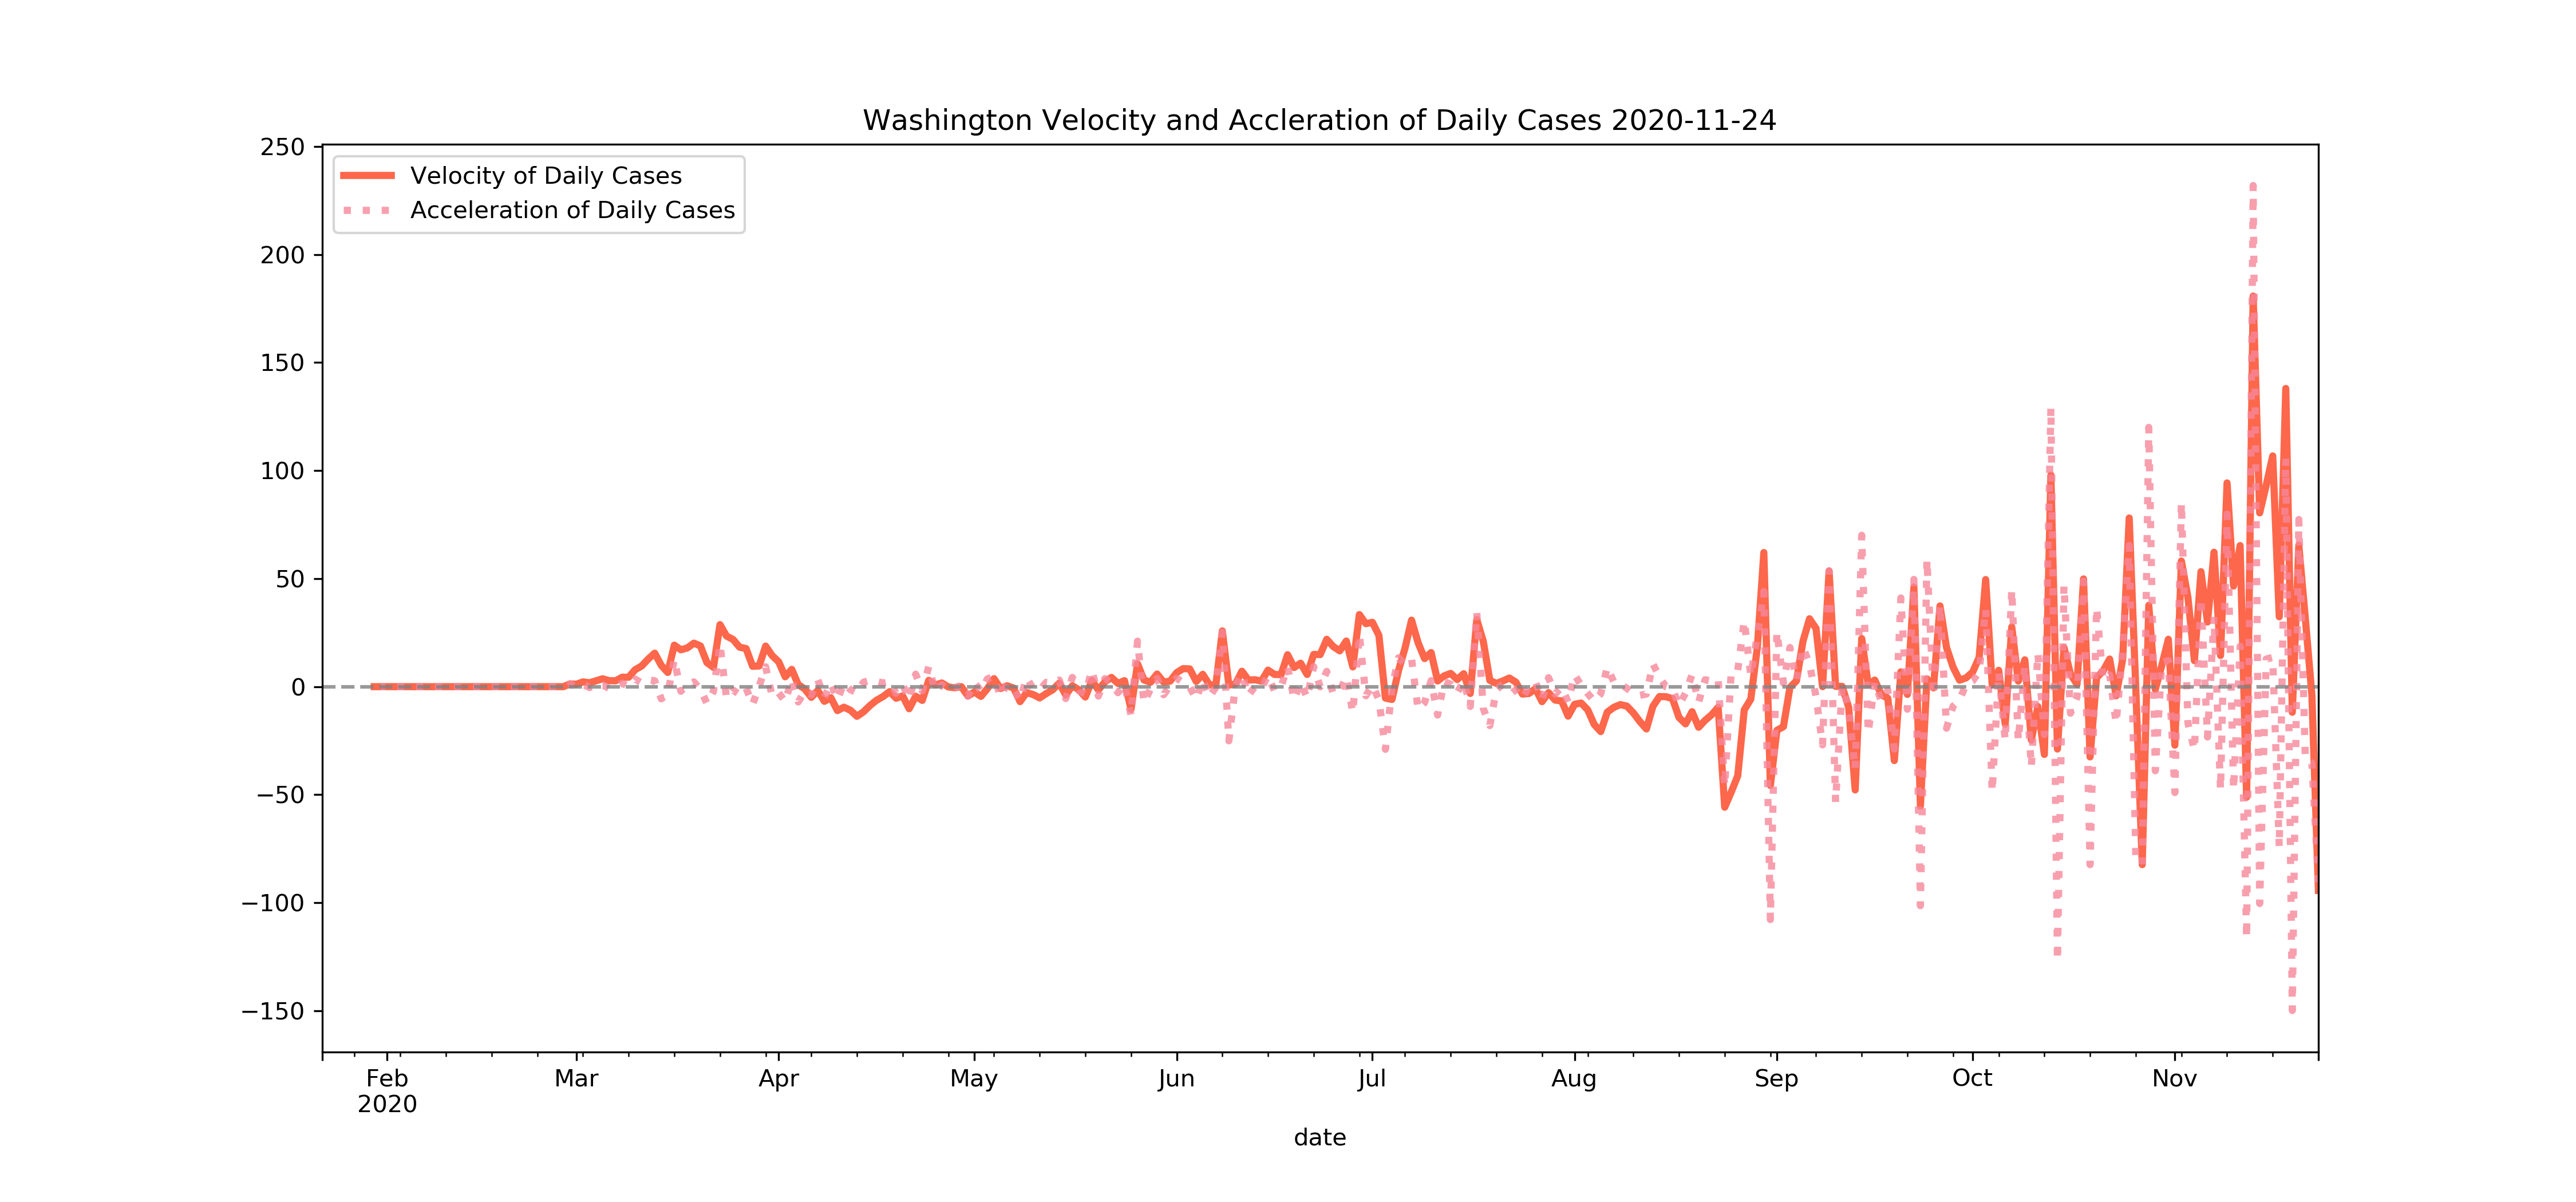 Washington Velocity and Accleration of Daily Cases 2020-11-24
250
200
150
100
50
0
−50
−100
−150
Velocity of Daily Cases
Acceleration of Daily Cases
Feb Mar Apr May Jun Jul Aug Sep Oct Nov
2020
date